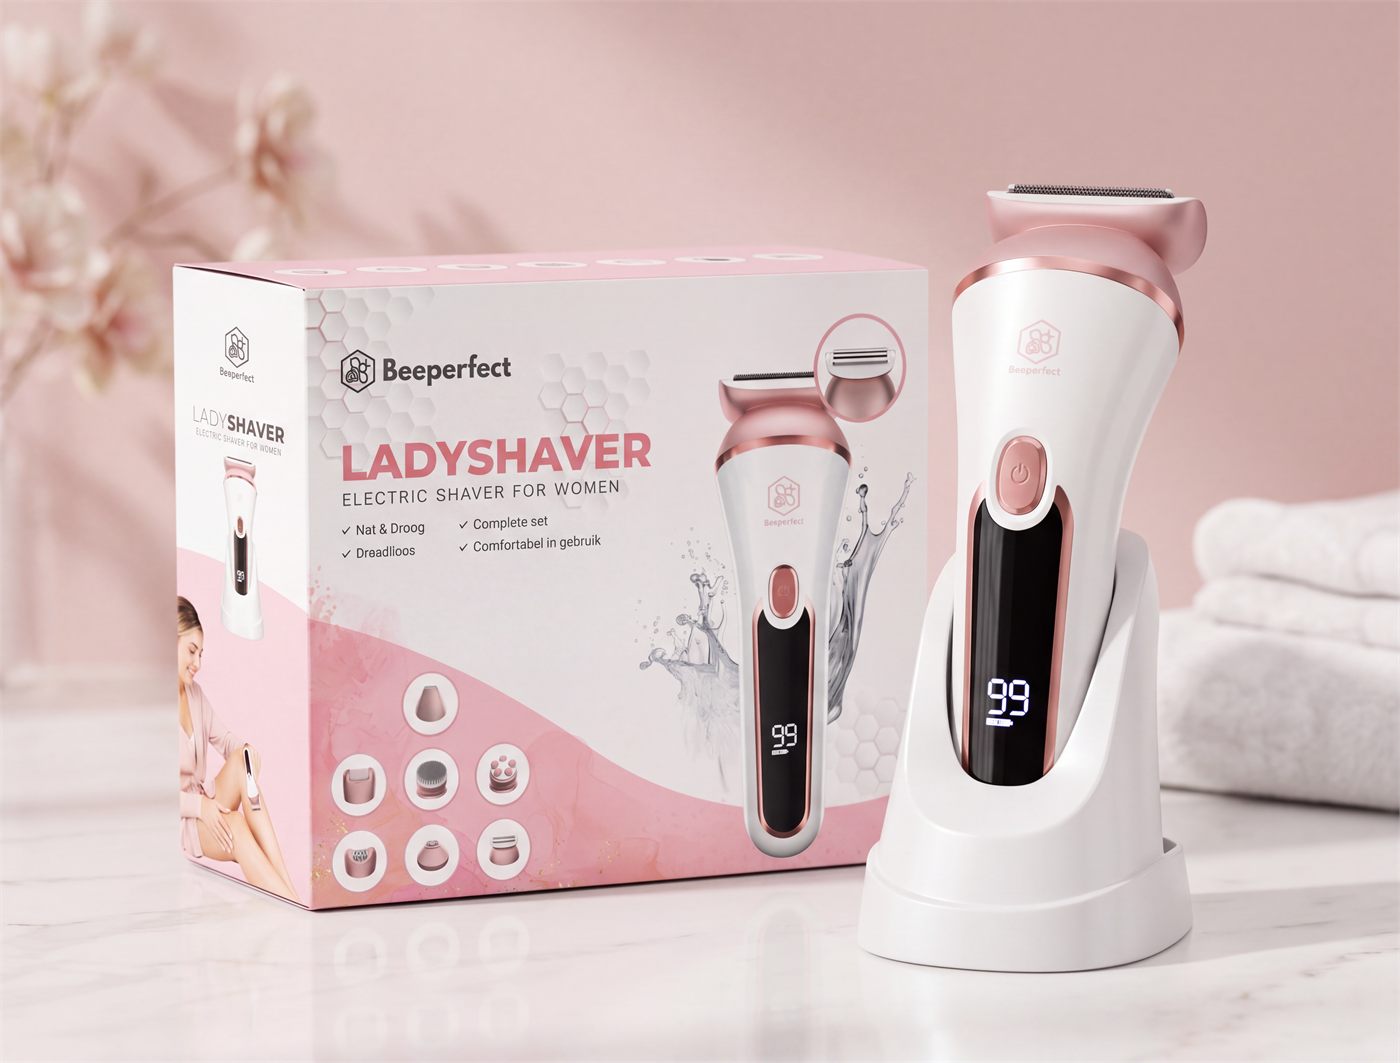 Beeperfect
LADYSHAVER
ELECTRIC SHAVER FOR WOMEN
Beeperfect
LADYSHAVER
ELECTRIC SHAVER FOR WOMEN
✓ Nat & Droog
✓ Complete set
✓ Dreadlloos
✓ Comfortabel in gebruik
Beeperfect
99
Beeperfect
99